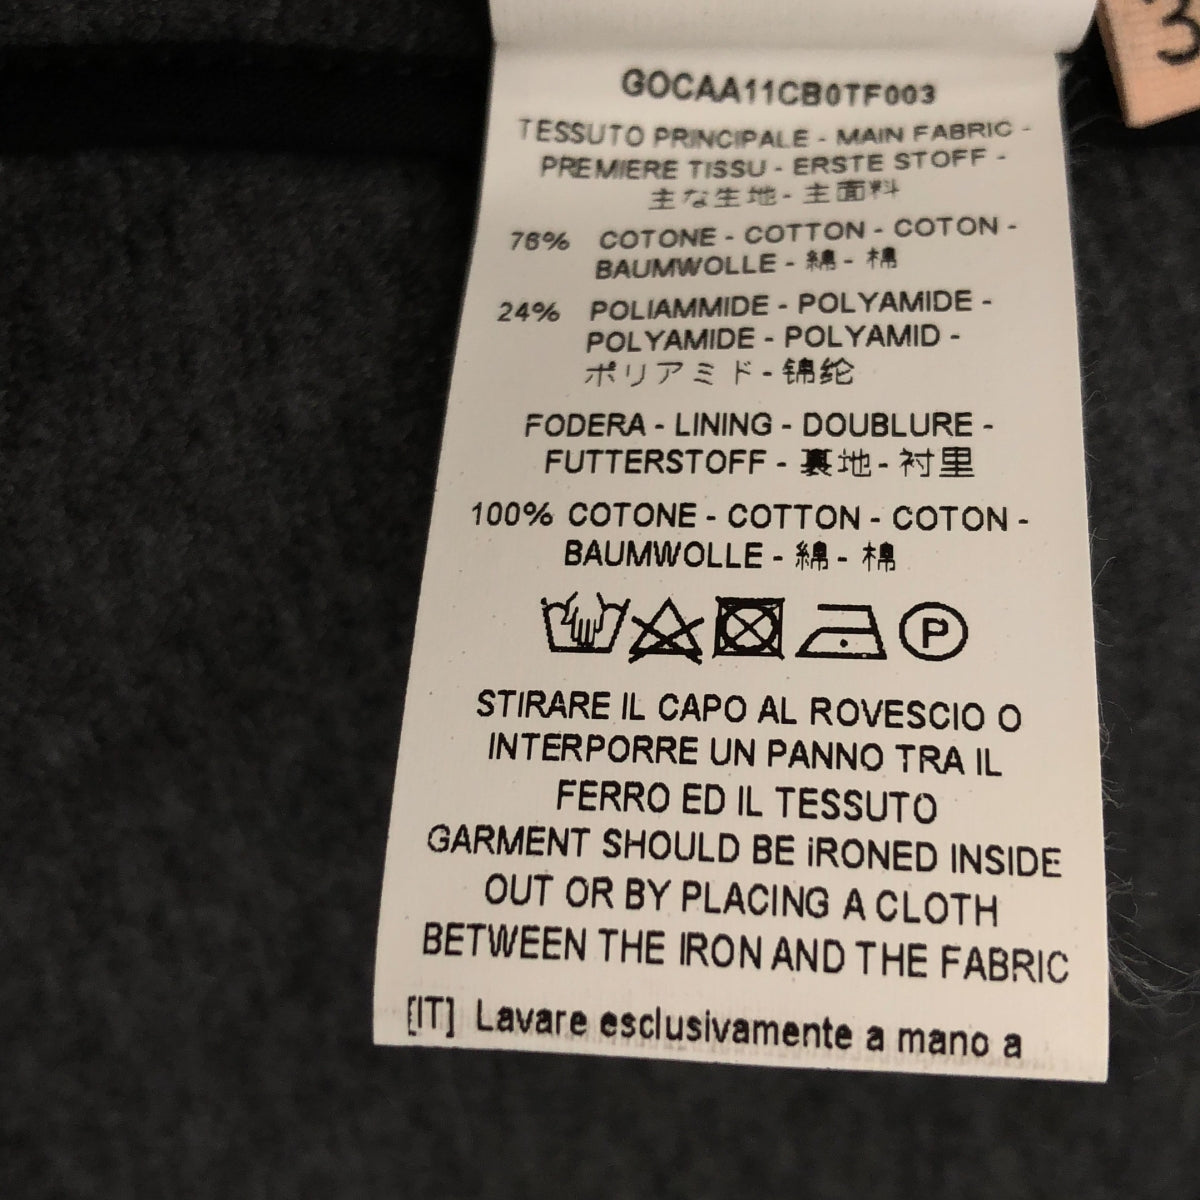 GOCAA11CB0TF003
TESSUTO PRINCIPALE - MAIN FABRIC -
PREMIERE TISSU - ERSTE STOFF -
主な生地 - 主面料
76% COTONE - COTTON - COTON -
BAUMWOLLE - 綿 - 棉
24% POLIAMMIDE - POLYAMIDE -
POLYAMIDE - POLYAMID -
ポリアミド - 锦纶
FODERA - LINING - DOUBLURE -
FUTTERSTOFF - 裏地 - 衬里
100% COTONE - COTTON - COTON -
BAUMWOLLE - 綿 - 棉
P
STIRARE IL CAPO AL ROVESCIO O
INTERPORRE UN PANNO TRA IL
FERRO ED IL TESSUTO
GARMENT SHOULD BE iRONED INSIDE
OUT OR BY PLACING A CLOTH
BETWEEN THE IRON AND THE FABRIC
[IT] Lavare esclusivamente a mano a
3